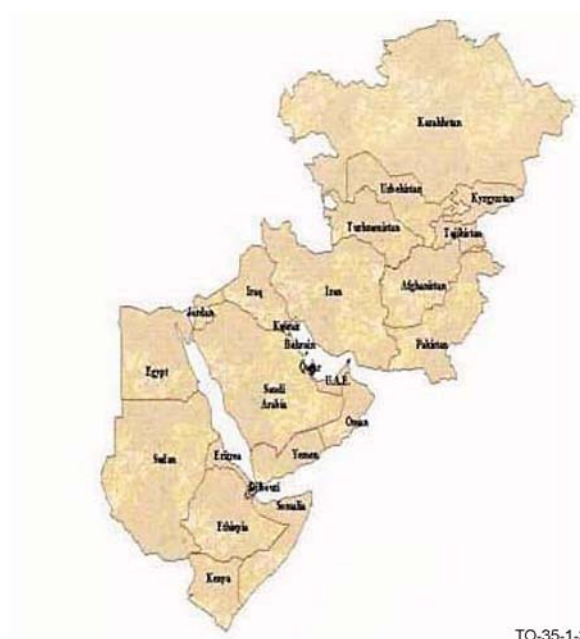 Kazakhstan
Uzbekistan
Kyrgyzstan
Turkmenistan
Tajikistan
Afghanistan
Iraq
Iran
Jordan
Kuwait
Bahrain
Pakistan
Egypt
Qatar
U.A.E.
Saudi
Arabia
Oman
Sudan
Eritrea
Yemen
Djibouti
Somalia
Ethiopia
Kenya